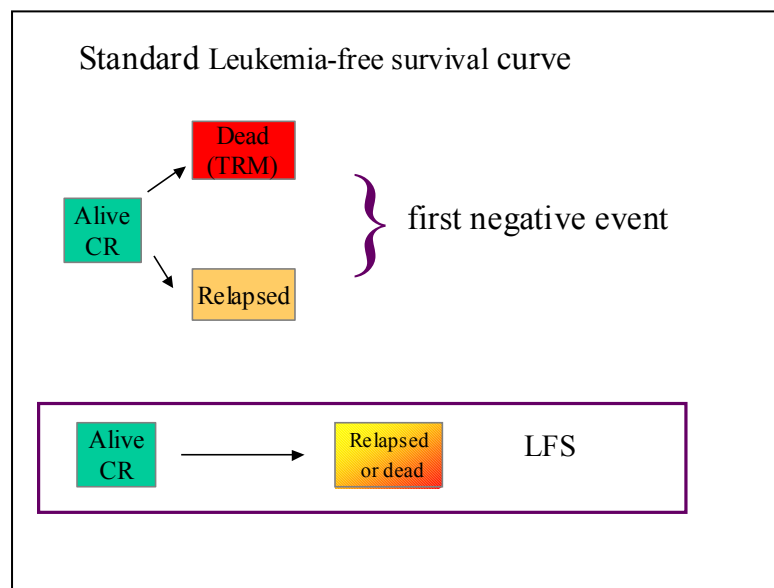 Standard Leukemia-free survival curve
Dead
(TRM)
Alive
CR
first negative event
Relapsed
Alive
CR
Relapsed
or dead
LFS